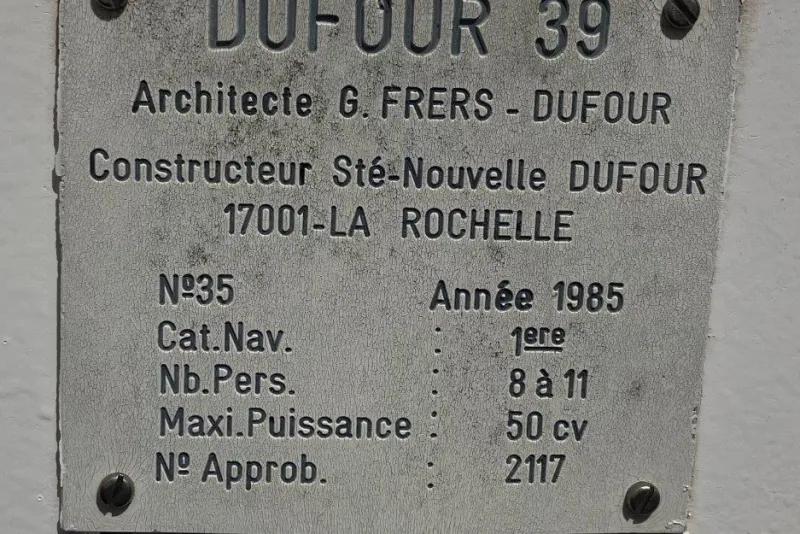 DUFOUR 39
Architecte G. FRERS - DUFOUR
Constructeur Sté-Nouvelle DUFOUR
17001-LA ROCHELLE
Nº35 Année 1985
Cat.Nav. : 1ere
Nb.Pers. : 8 à 11
Maxi.Puissance : 50 cv
Nº Approb. : 2117